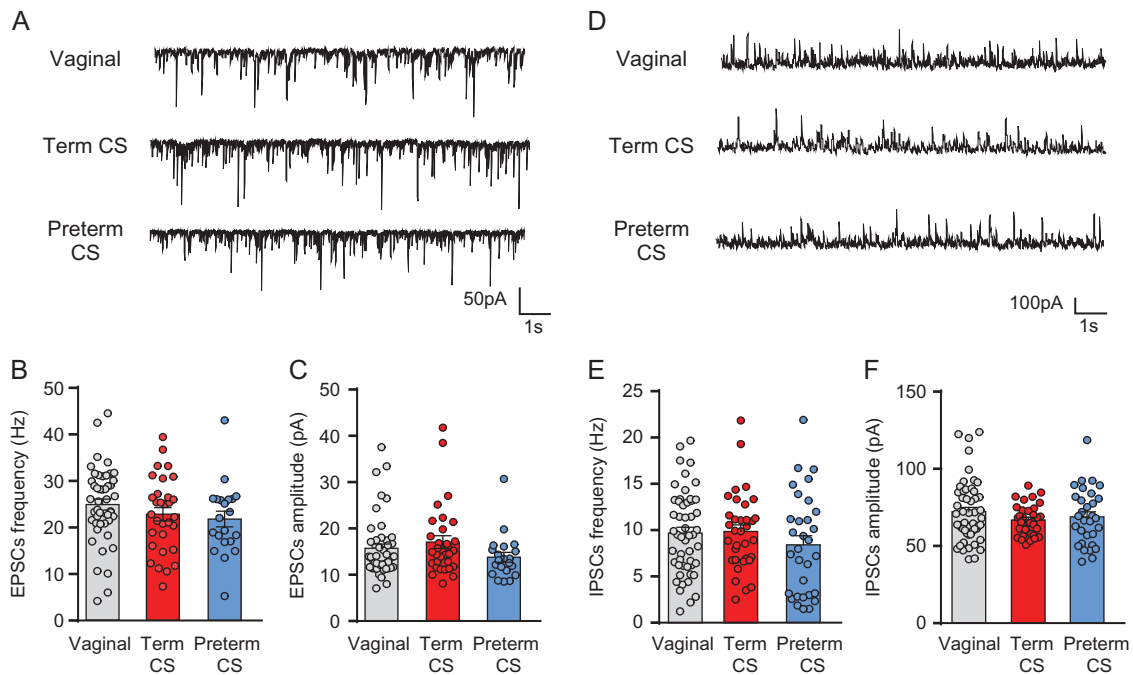 A
Vaginal
Term CS
Preterm
CS
50pA
1s
D
Vaginal
Term CS
Preterm
CS
100pA
1s
B
EPSCs frequency (Hz)
50
40
30
20
10
0
Vaginal
Term
CS
Preterm
CS
C
EPSCs amplitude (pA)
50
40
30
20
10
0
Vaginal
Term
CS
Preterm
CS
E
IPSCs frequency (Hz)
25
20
15
10
5
0
Vaginal
Term
CS
Preterm
CS
F
IPSCs amplitude (pA)
150
100
50
0
Vaginal
Term
CS
Preterm
CS